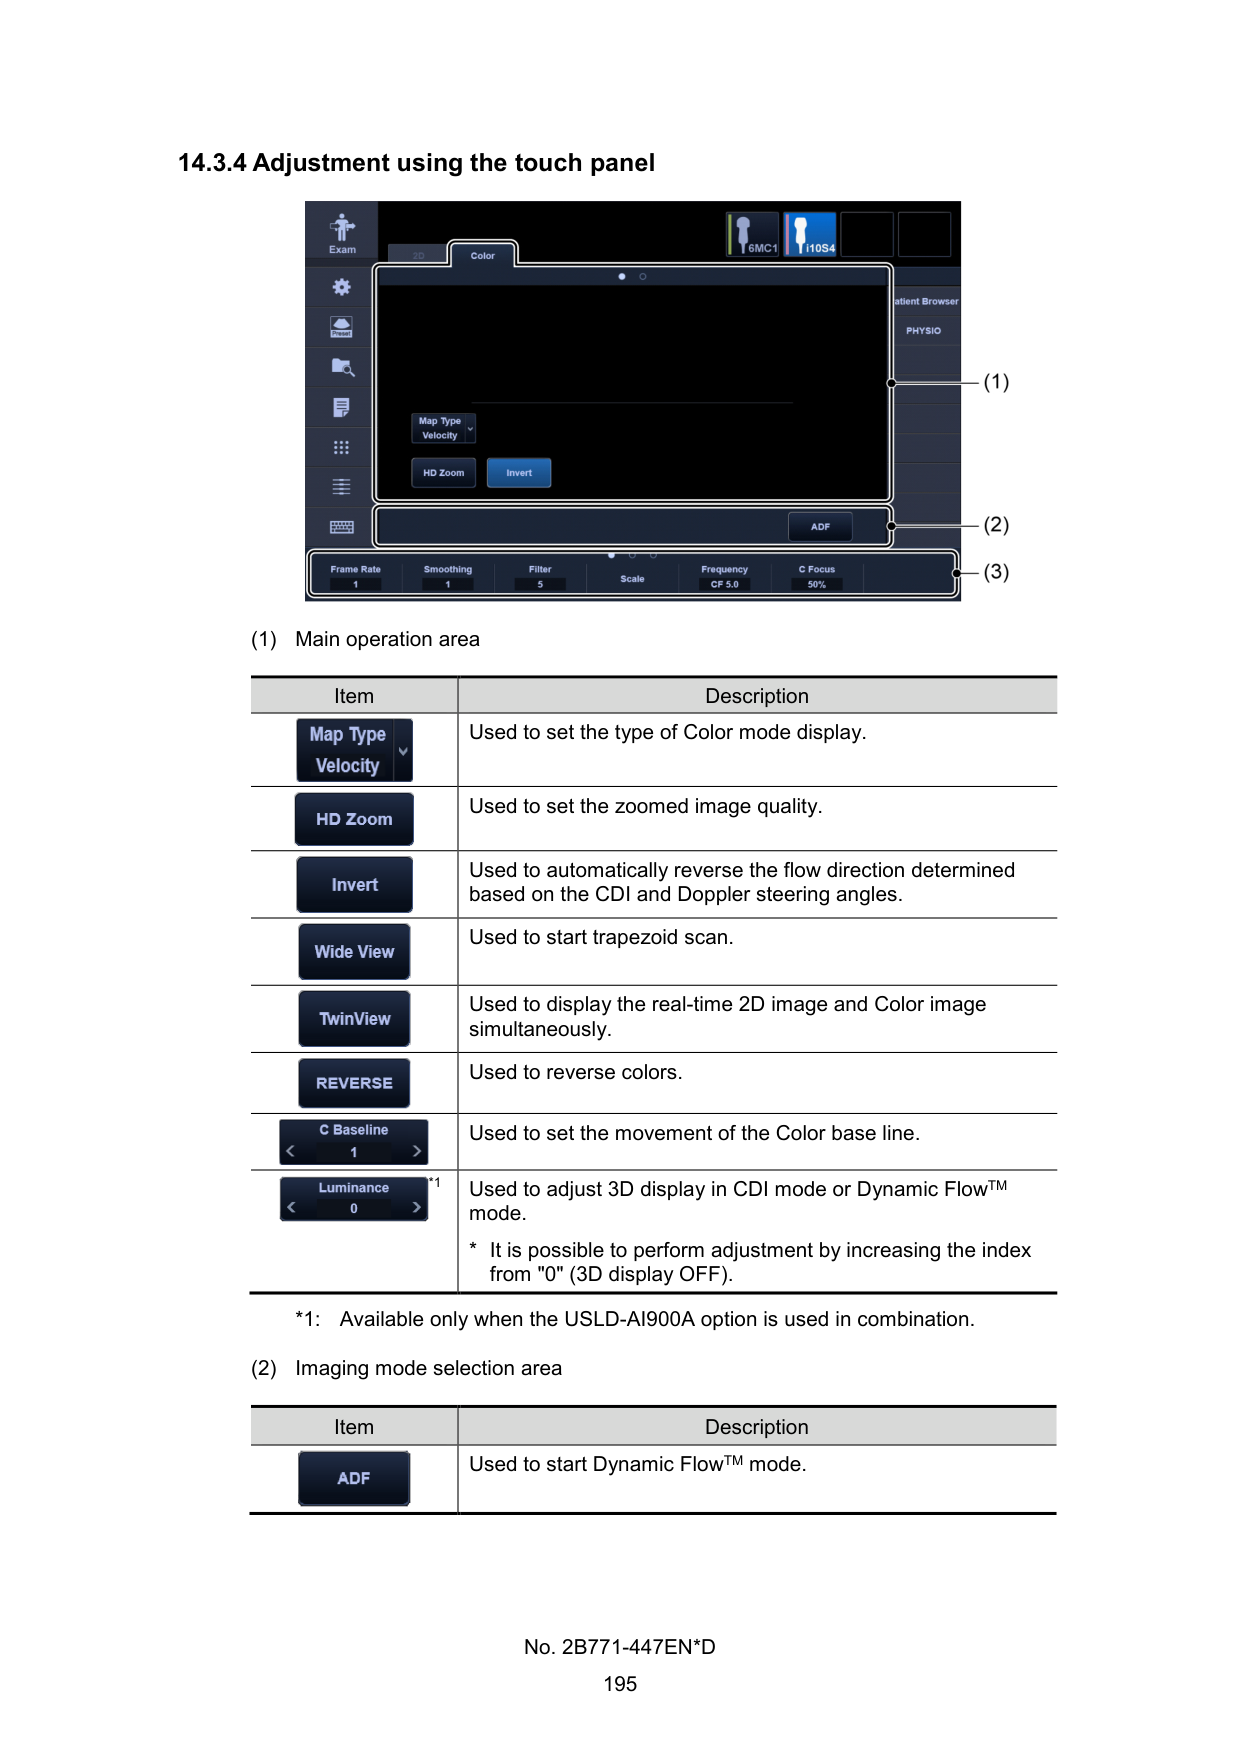 14.3.4 Adjustment using the touch panel
Exam
6MC1
i10S4
2D
Color
Preset
atient Browser
PHYSIO
(1)
Map Type
Velocity
HD Zoom
Invert
ADF
(2)
Frame Rate
1
Smoothing
1
Filter
5
Scale
Frequency
CF 5.0
C Focus
50%
(3)
(1) Main operation area
Item Description
Map Type
Velocity
Used to set the type of Color mode display.
HD Zoom
Used to set the zoomed image quality.
Invert
Used to automatically reverse the flow direction determined
based on the CDI and Doppler steering angles.
Wide View
Used to start trapezoid scan.
TwinView
Used to display the real-time 2D image and Color image
simultaneously.
REVERSE
Used to reverse colors.
C Baseline
< 1 >
Used to set the movement of the Color base line.
Luminance
< 0 >
*1
Used to adjust 3D display in CDI mode or Dynamic Flow™
mode.
* It is possible to perform adjustment by increasing the index
from "0" (3D display OFF).
*1: Available only when the USLD-AI900A option is used in combination.
(2) Imaging mode selection area
Item Description
ADF
Used to start Dynamic Flow™ mode.
No. 2B771-447EN*D
195